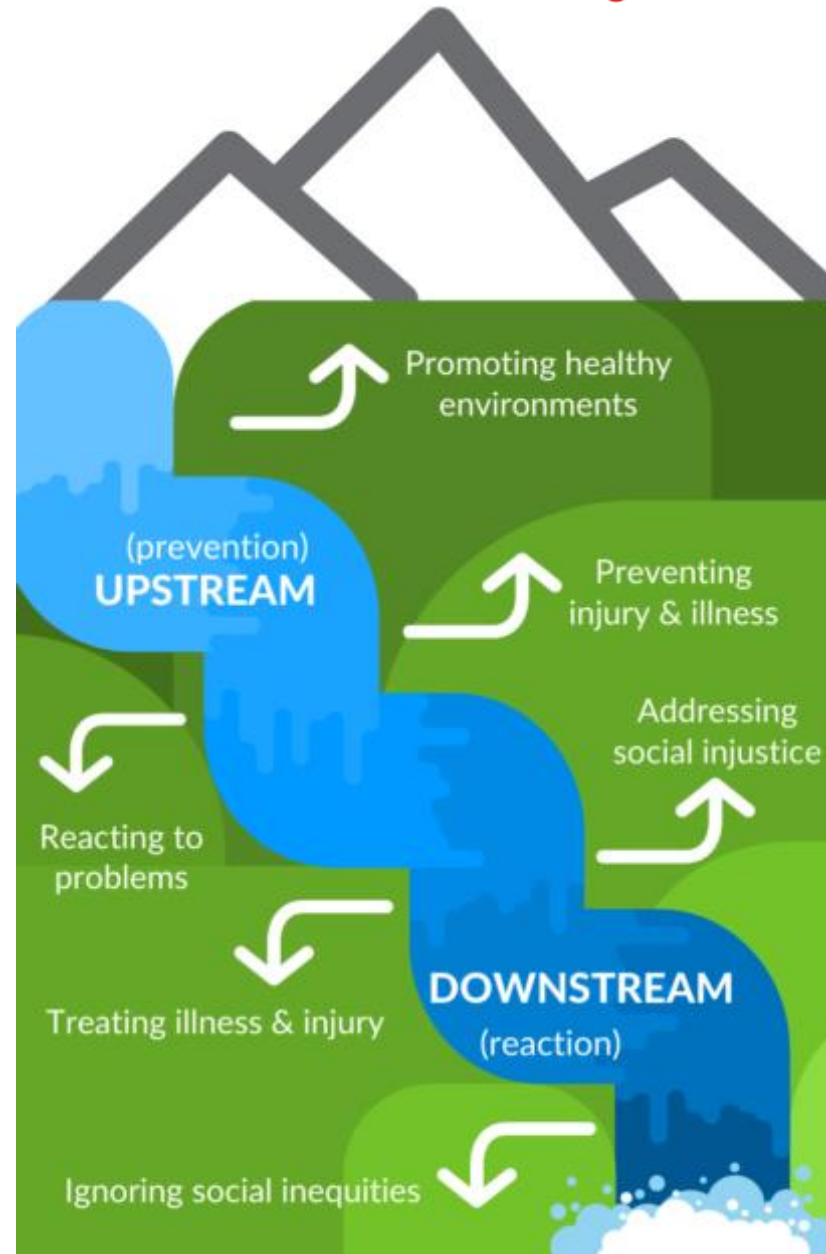 Promoting healthy
environments
(prevention)
UPSTREAM
Preventing
injury & illness
Addressing
social injustice
Reacting to
problems
Treating illness & injury
DOWNSTREAM
(reaction)
Ignoring social inequities